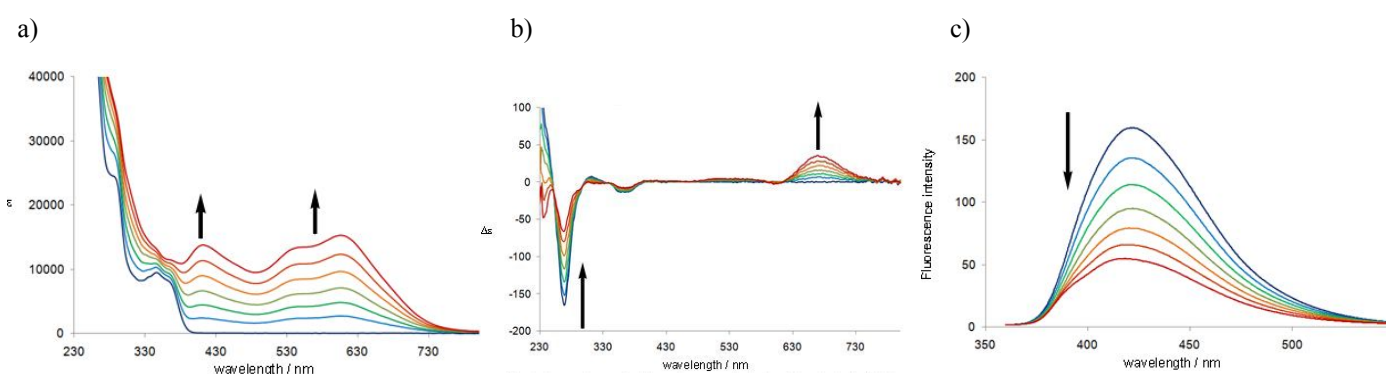 a)
40000
30000
20000
10000
0
ε
230 330 430 530 630 730
wavelength / nm
b)
100
50
0
-50
-100
-150
-200
Δε
230 330 430 530 630 730
wavelength / nm
c)
200
150
100
50
0
Fluorescence intensity
350 400 450 500
wavelength / nm